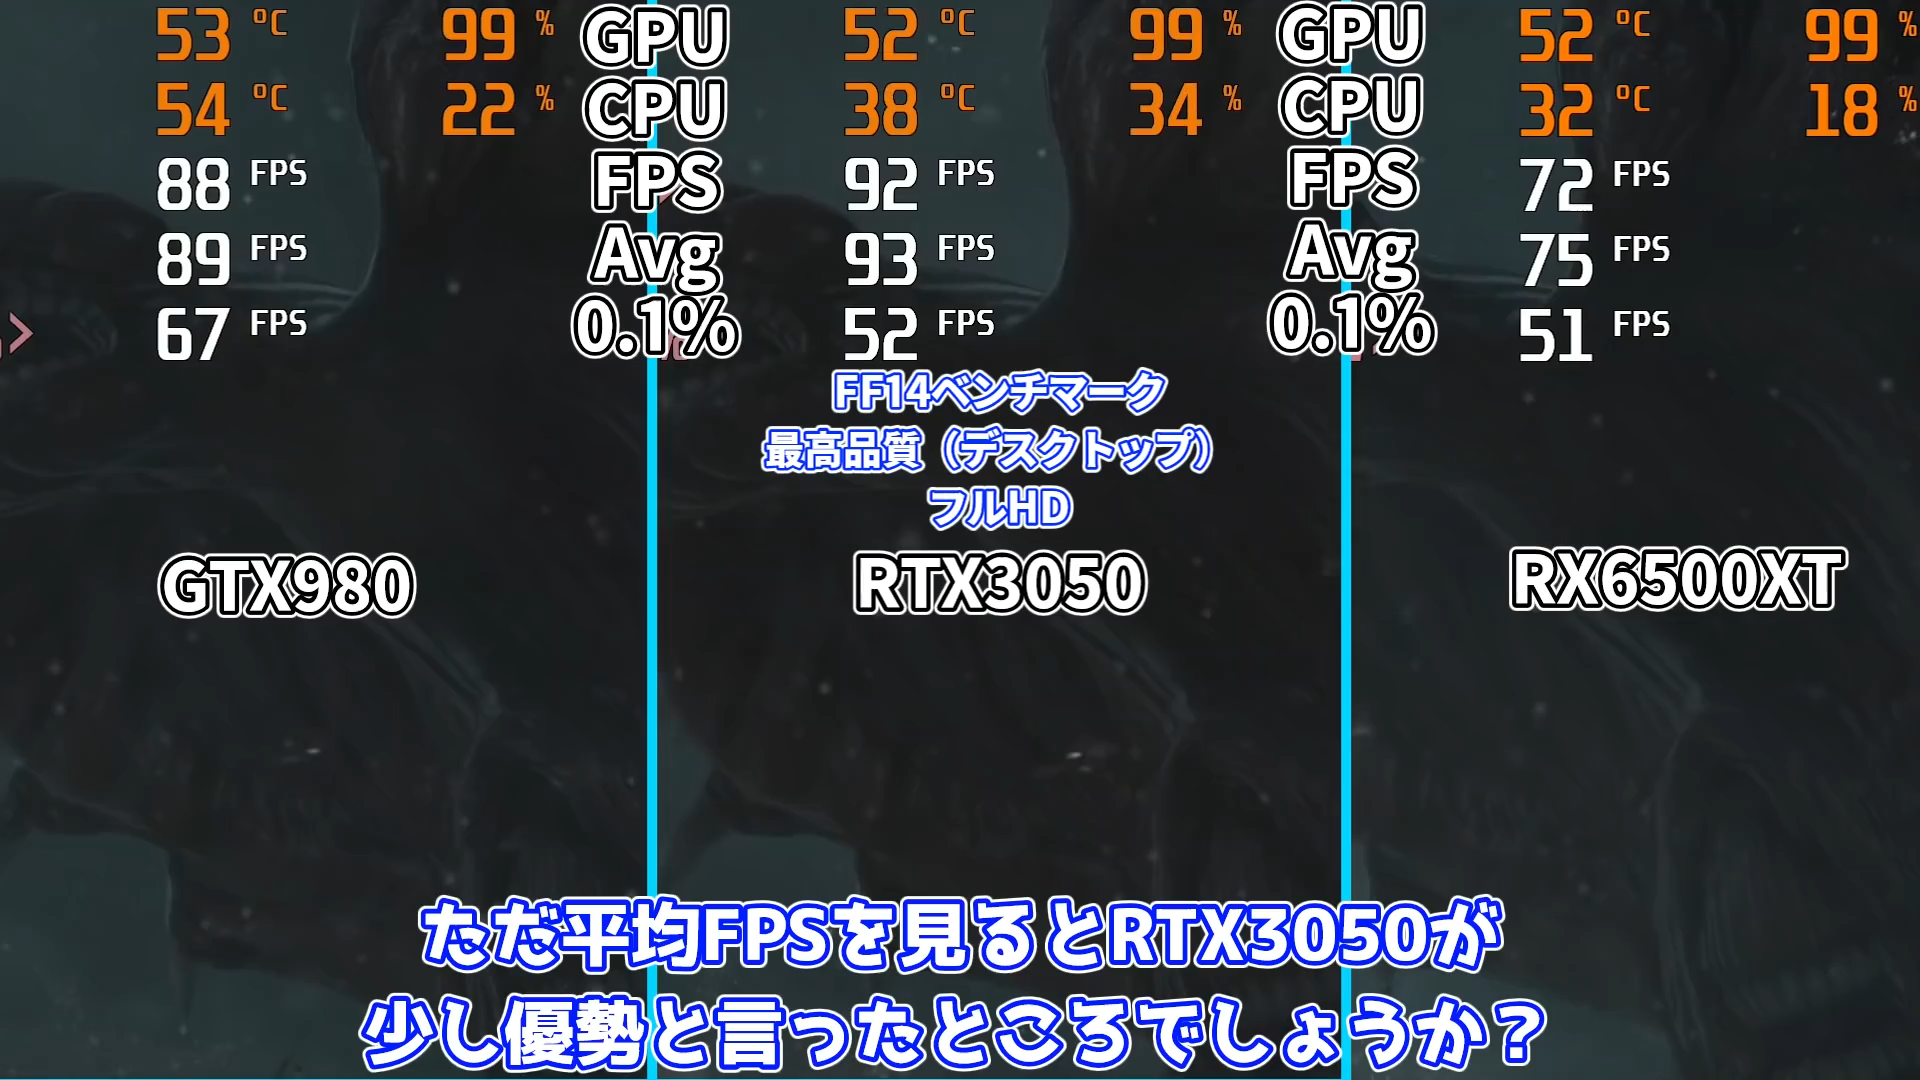 53 °C 99 % GPU 52 °C 99 % GPU 52 °C 99 %
54 °C 22 % CPU 38 °C 34 % CPU 32 °C 18 %
88 FPS FPS 92 FPS FPS 72 FPS
89 FPS Avg 93 FPS Avg 75 FPS
67 FPS 0.1% 52 FPS 0.1% 51 FPS
FF14ベンチマーク
最高品質（デスクトップ）
フルHD
GTX980 RTX3050 RX6500XT
ただ平均FPSを見るとRTX3050が
少し優勢と言ったところでしょうか？